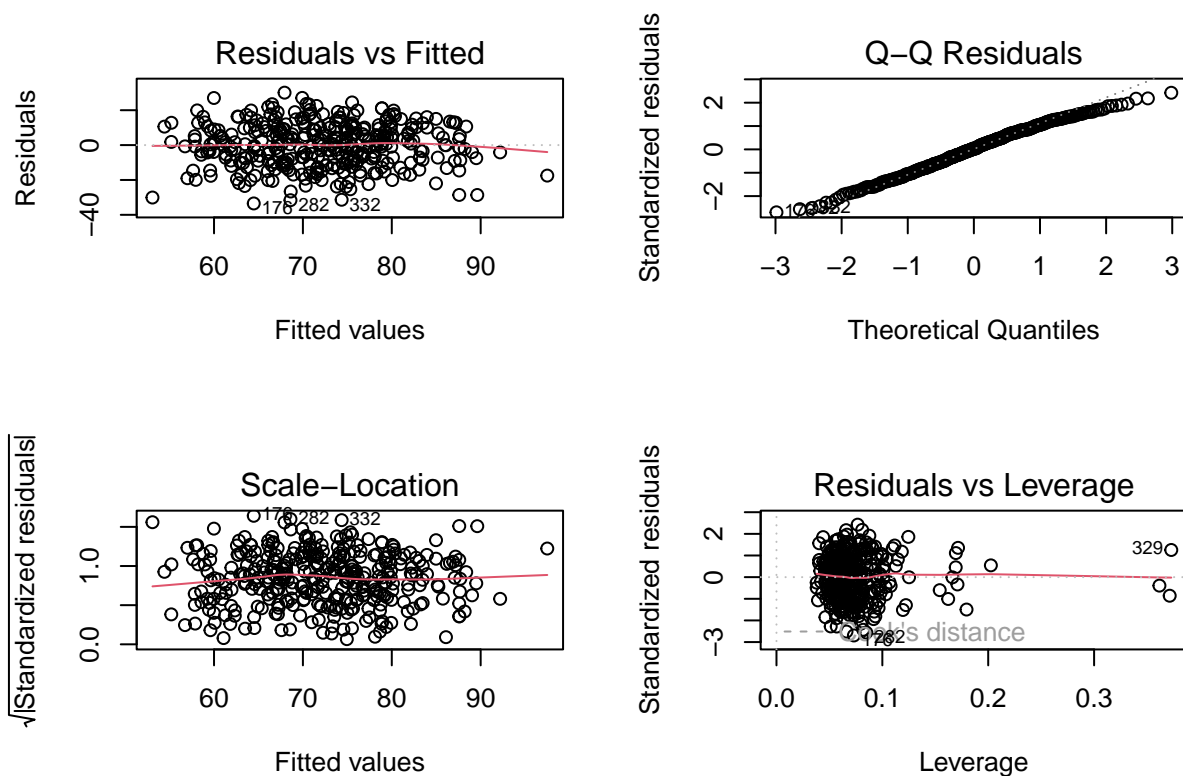 Residuals vs Fitted
Residuals
0
−40
60 70 80 90
176
282
332
Fitted values
Q−Q Residuals
Standardized residuals
2
0
−2
−3 −2 −1 0 1 2 3
Theoretical Quantiles
Scale−Location
√|Standardized residuals|
1.0
0.0
60 70 80 90
176
282
332
Fitted values
Residuals vs Leverage
Standardized residuals
2
0
−3
0.0 0.1 0.2 0.3
329
282
176
Cook's distance
Leverage